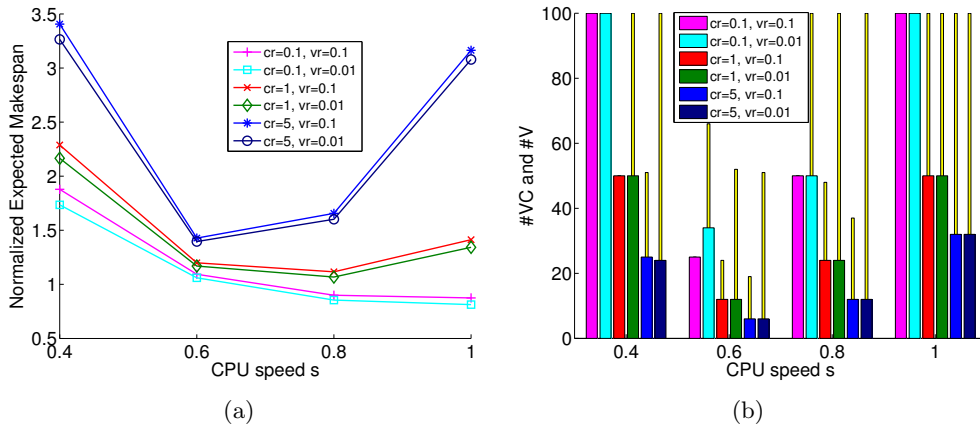 3.5
3
2.5
2
1.5
1
0.5
0.4
0.6
0.8
1
Normalized Expected Makespan
CPU speed s
cr=0.1, vr=0.1
cr=0.1, vr=0.01
cr=1, vr=0.1
cr=1, vr=0.01
cr=5, vr=0.1
cr=5, vr=0.01
(a)
100
80
60
40
20
0
0.4
0.6
0.8
1
#VC and #V
CPU speed s
cr=0.1, vr=0.1
cr=0.1, vr=0.01
cr=1, vr=0.1
cr=1, vr=0.01
cr=5, vr=0.1
cr=5, vr=0.01
(b)